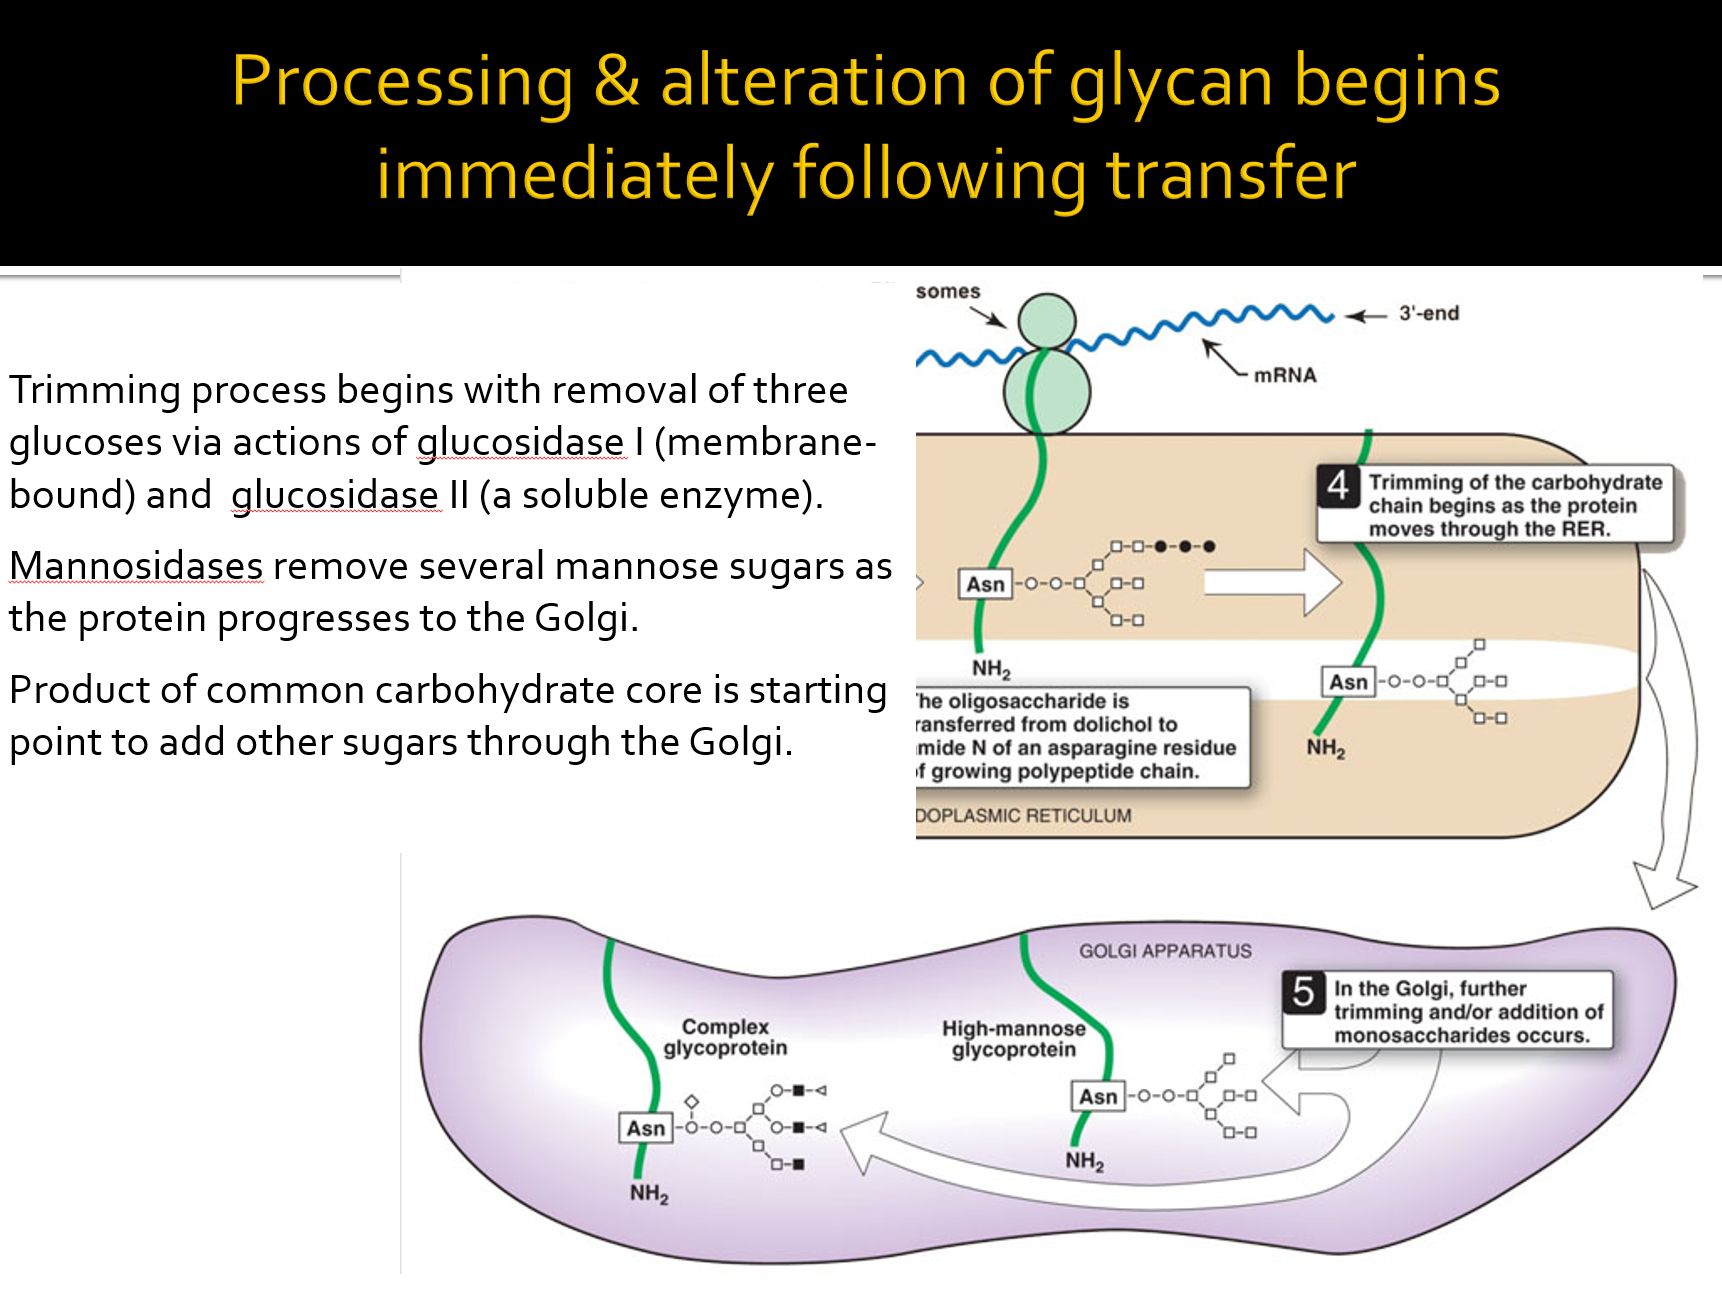 Processing & alteration of glycan begins
immediately following transfer
Trimming process begins with removal of three
glucoses via actions of glucosidase I (membrane-
bound) and glucosidase II (a soluble enzyme).
Mannosidases remove several mannose sugars as
the protein progresses to the Golgi.
Product of common carbohydrate core is starting
point to add other sugars through the Golgi.
somes
3'-end
mRNA
4 Trimming of the carbohydrate
chain begins as the protein
moves through the RER.
Asn
NH2
Asn
NH2
he oligosaccharide is
ransferred from dolichol to
mide N of an asparagine residue
f growing polypeptide chain.
DOPLASMIC RETICULUM
GOLGI APPARATUS
5 In the Golgi, further
trimming and/or addition of
monosaccharides occurs.
Complex
glycoprotein
Asn
NH2
High-mannose
glycoprotein
Asn
NH2